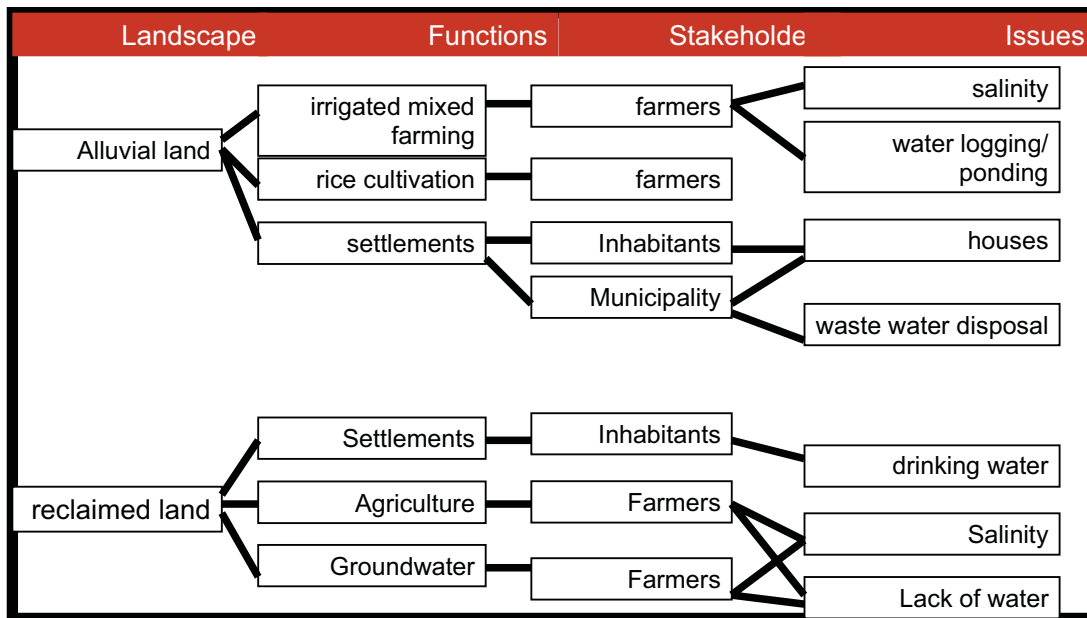 Landscape Functions Stakeholde Issues
irrigated mixed
farming
farmers
salinity
Alluvial land
water logging/
ponding
rice cultivation
farmers
settlements
Inhabitants
houses
Municipality
waste water disposal
Settlements
Inhabitants
drinking water
reclaimed land
Agriculture
Farmers
Salinity
Groundwater
Farmers
Lack of water